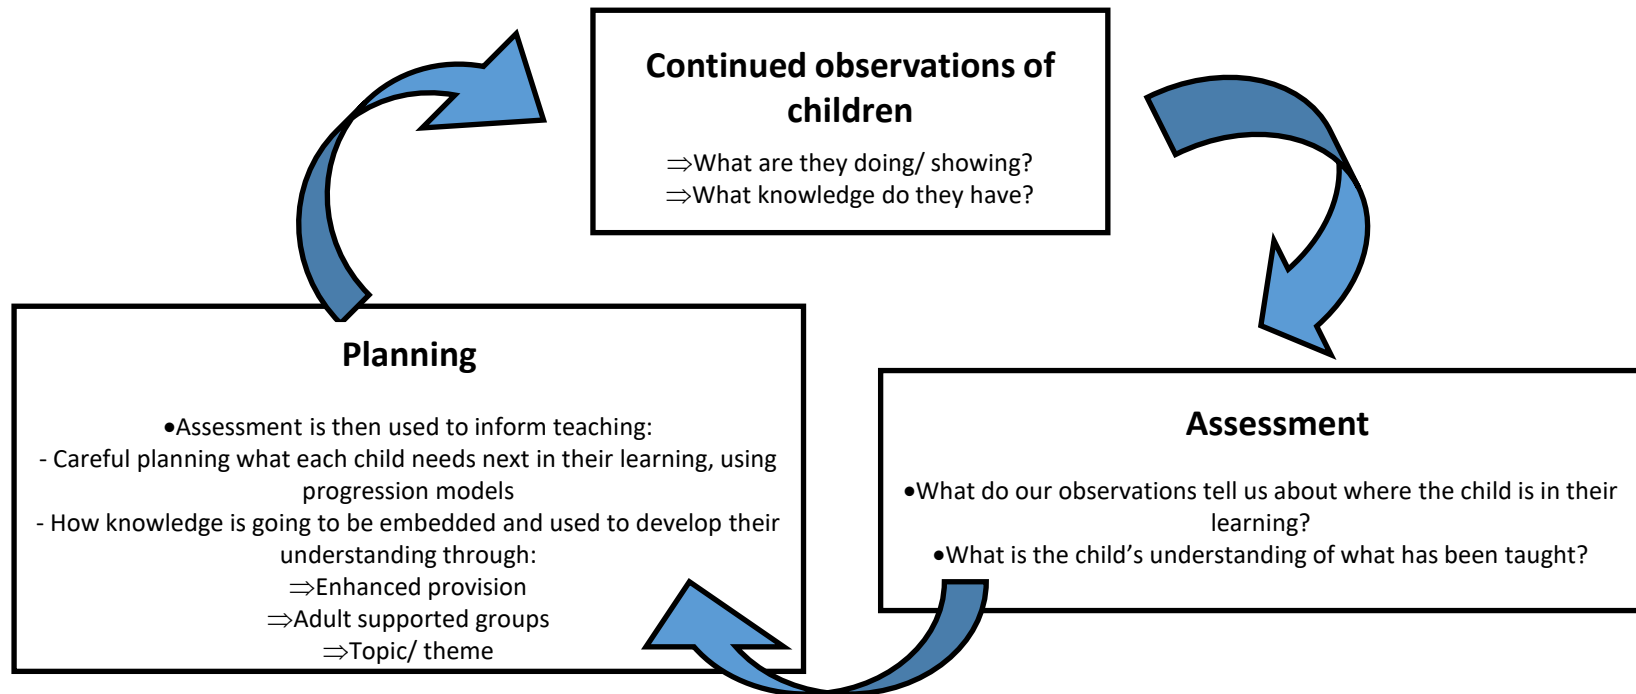 Continued observations of
children
⇒What are they doing/ showing?
⇒What knowledge do they have?
Planning
•Assessment is then used to inform teaching:
- Careful planning what each child needs next in their learning, using
progression models
- How knowledge is going to be embedded and used to develop their
understanding through:
⇒Enhanced provision
⇒Adult supported groups
⇒Topic/ theme
Assessment
•What do our observations tell us about where the child is in their
learning?
•What is the child’s understanding of what has been taught?